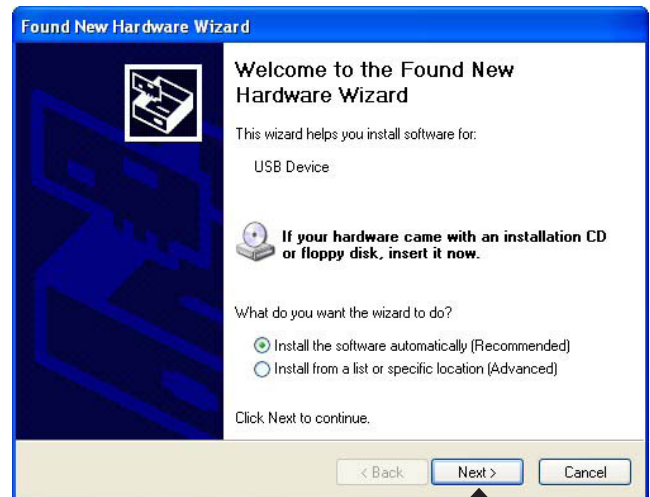 Found New Hardware Wizard
Welcome to the Found New
Hardware Wizard
This wizard helps you install software for:
USB Device
If your hardware came with an installation CD
or floppy disk, insert it now.
What do you want the wizard to do?
Install the software automatically (Recommended)
Install from a list or specific location (Advanced)
Click Next to continue.
< Back Next > Cancel